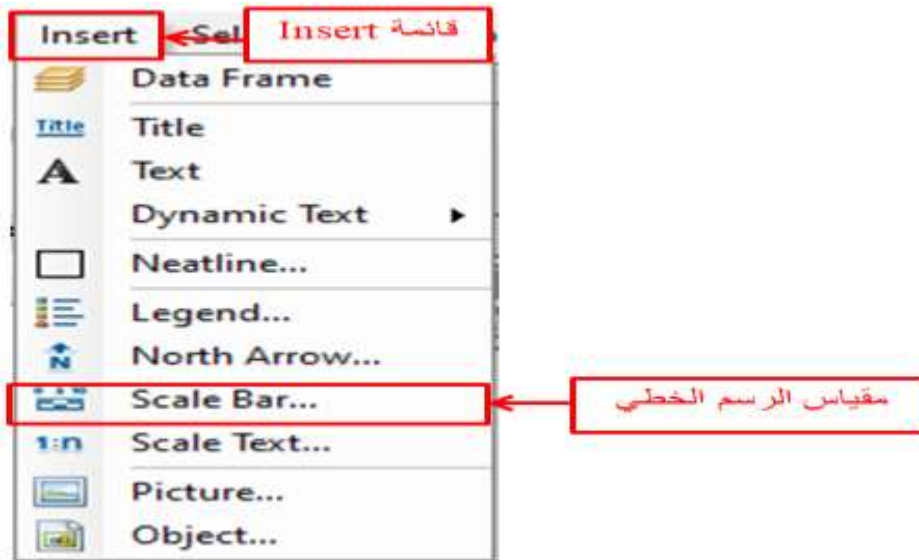 Insert Sel قائمة Insert
Data Frame
Title Title
A Text
Dynamic Text
Neatline...
Legend...
N North Arrow...
Scale Bar... مقياس الرسم الخطي
1:n Scale Text...
Picture...
Object...